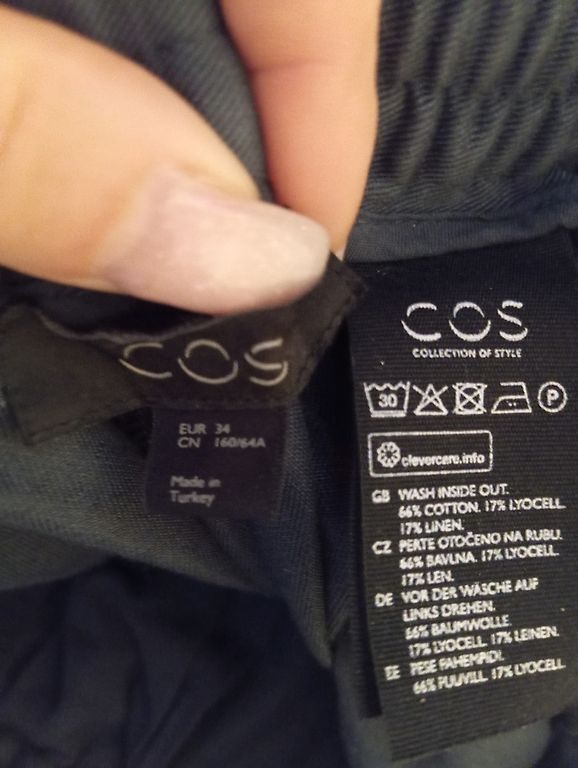 COS
EUR 34
CN 160/64A
Made in
Turkey
COS
COLLECTION OF STYLE
30
P
clevercare.info
GB WASH INSIDE OUT.
66% COTTON. 17% LYOCELL.
17% LINEN.
CZ PERTE OTOČENO NA RUBU.
66% BAVLNA. 17% LYOCELL.
17% LEN.
DE VOR DER WÄSCHE AUF
LINKS DREHEN.
66% BAUMWOLLE.
17% LYOCELL. 17% LEINEN.
EE PESE PAHEMPIDI.
66% PUUVILL. 17% LYOCELL